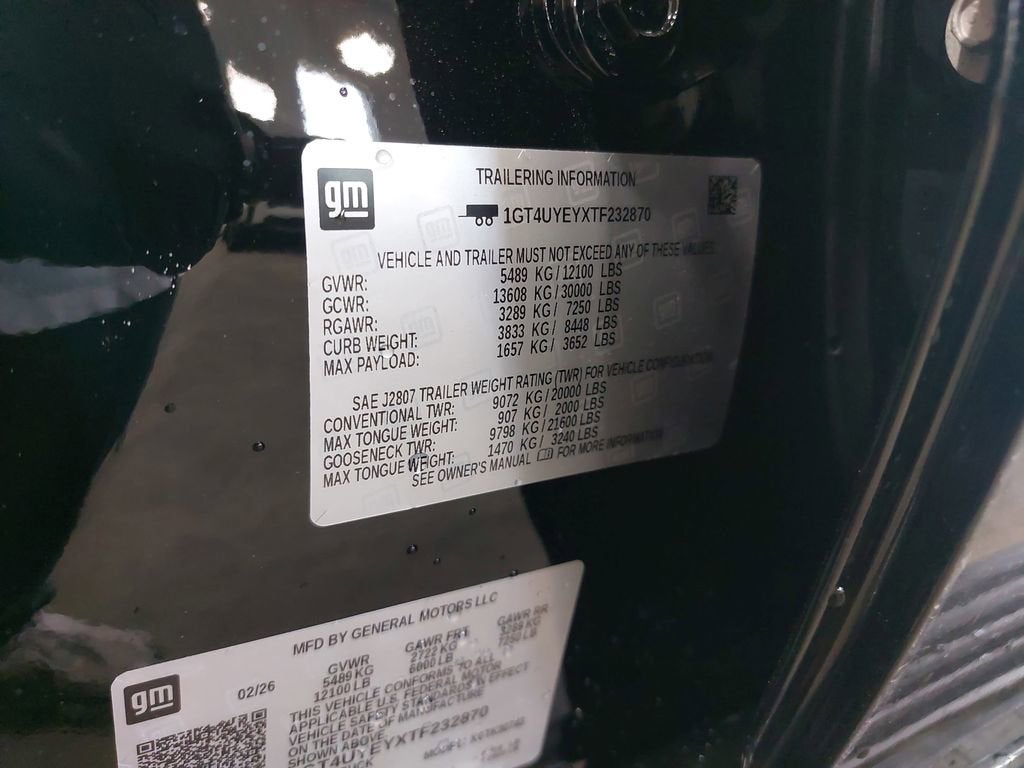 gm
TRAILERING INFORMATION
1GT4UYEYXTF232870
VEHICLE AND TRAILER MUST NOT EXCEED ANY OF THESE VALUES
GVWR: 5489 KG / 12100 LBS
GCWR: 13608 KG / 30000 LBS
RGAWR: 3289 KG / 7250 LBS
CURB WEIGHT: 3833 KG / 8448 LBS
MAX PAYLOAD: 1657 KG / 3652 LBS
SAE J2807 TRAILER WEIGHT RATING (TWR) FOR VEHICLE CONFIGURATION
CONVENTIONAL TWR: 9072 KG / 20000 LBS
MAX TONGUE WEIGHT: 907 KG / 2000 LBS
GOOSENECK TWR: 9798 KG / 21600 LBS
MAX TONGUE WEIGHT: 1470 KG / 3240 LBS
SEE OWNER'S MANUAL FOR MORE INFORMATION
MFD BY GENERAL MOTORS LLC
gm
02/26
GVWR GAWR FRT GAWR RR
5489 KG 2722 KG 3289 KG
12100 LB 6000 LB 7250 LB
THIS VEHICLE CONFORMS TO ALL
APPLICABLE U.S. FEDERAL MOTOR
VEHICLE SAFETY STANDARDS IN EFFECT
ON THE DATE OF MANUFACTURE
SHOWN ABOVE.
1GT4UYEYXTF232870